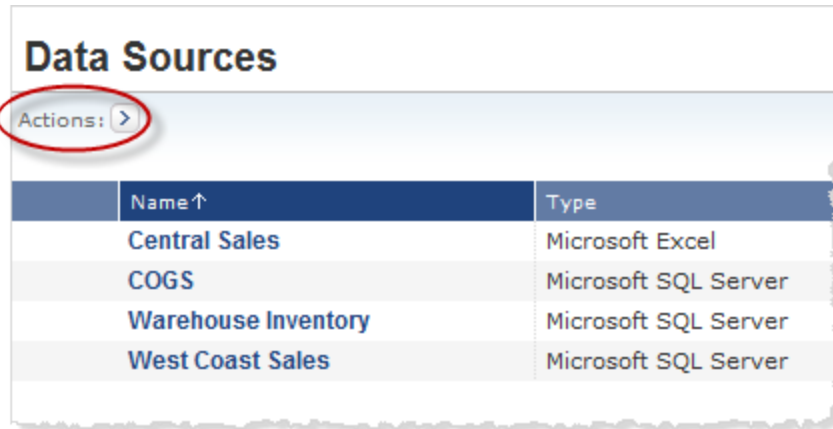 Data Sources
Actions: >
Name↑ Type
Central Sales Microsoft Excel
COGS Microsoft SQL Server
Warehouse Inventory Microsoft SQL Server
West Coast Sales Microsoft SQL Server